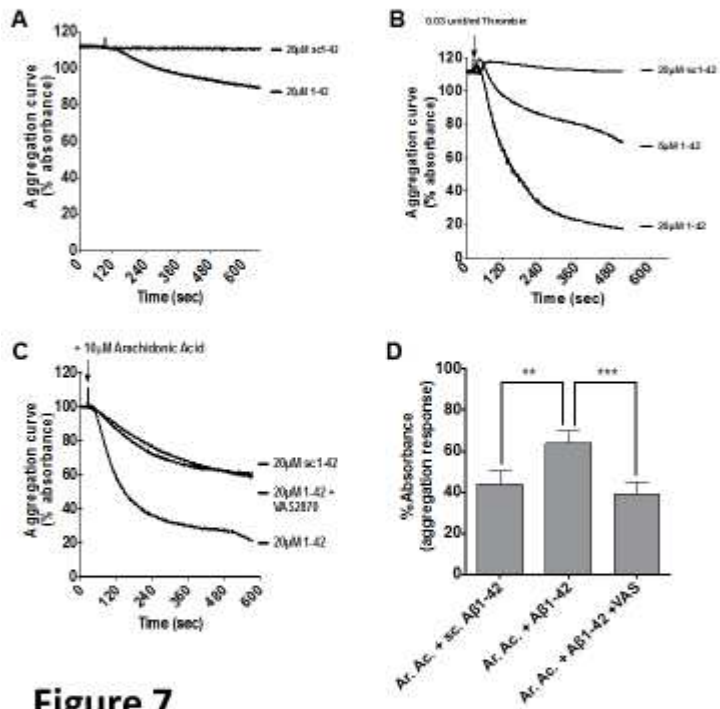 A
Aggregation curve
(% absorbance)
120
100
80
60
40
20
0
0
120
240
360
480
600
Time (sec)
20μM sc1-42
20μM 1-42
B
0.03 unit/ml Thrombin
Aggregation curve
(% absorbance)
120
100
80
60
40
20
0
0
120
240
360
480
600
Time (sec)
20μM sc1-42
5μM 1-42
20μM 1-42
C
+ 10μM Arachidonic Acid
Aggregation curve
(% absorbance)
120
100
80
60
40
20
0
0
120
240
360
480
600
Time (sec)
20μM sc1-42
20μM 1-42 +
VAS2870
20μM 1-42
D
%Absorbance
(aggregation response)
100
80
60
40
20
0
**
***
Ar. Ac. + sc. Aβ1-42
Ar. Ac. + Aβ1-42
Ar. Ac. + Aβ1-42 +VAS
Figure 7